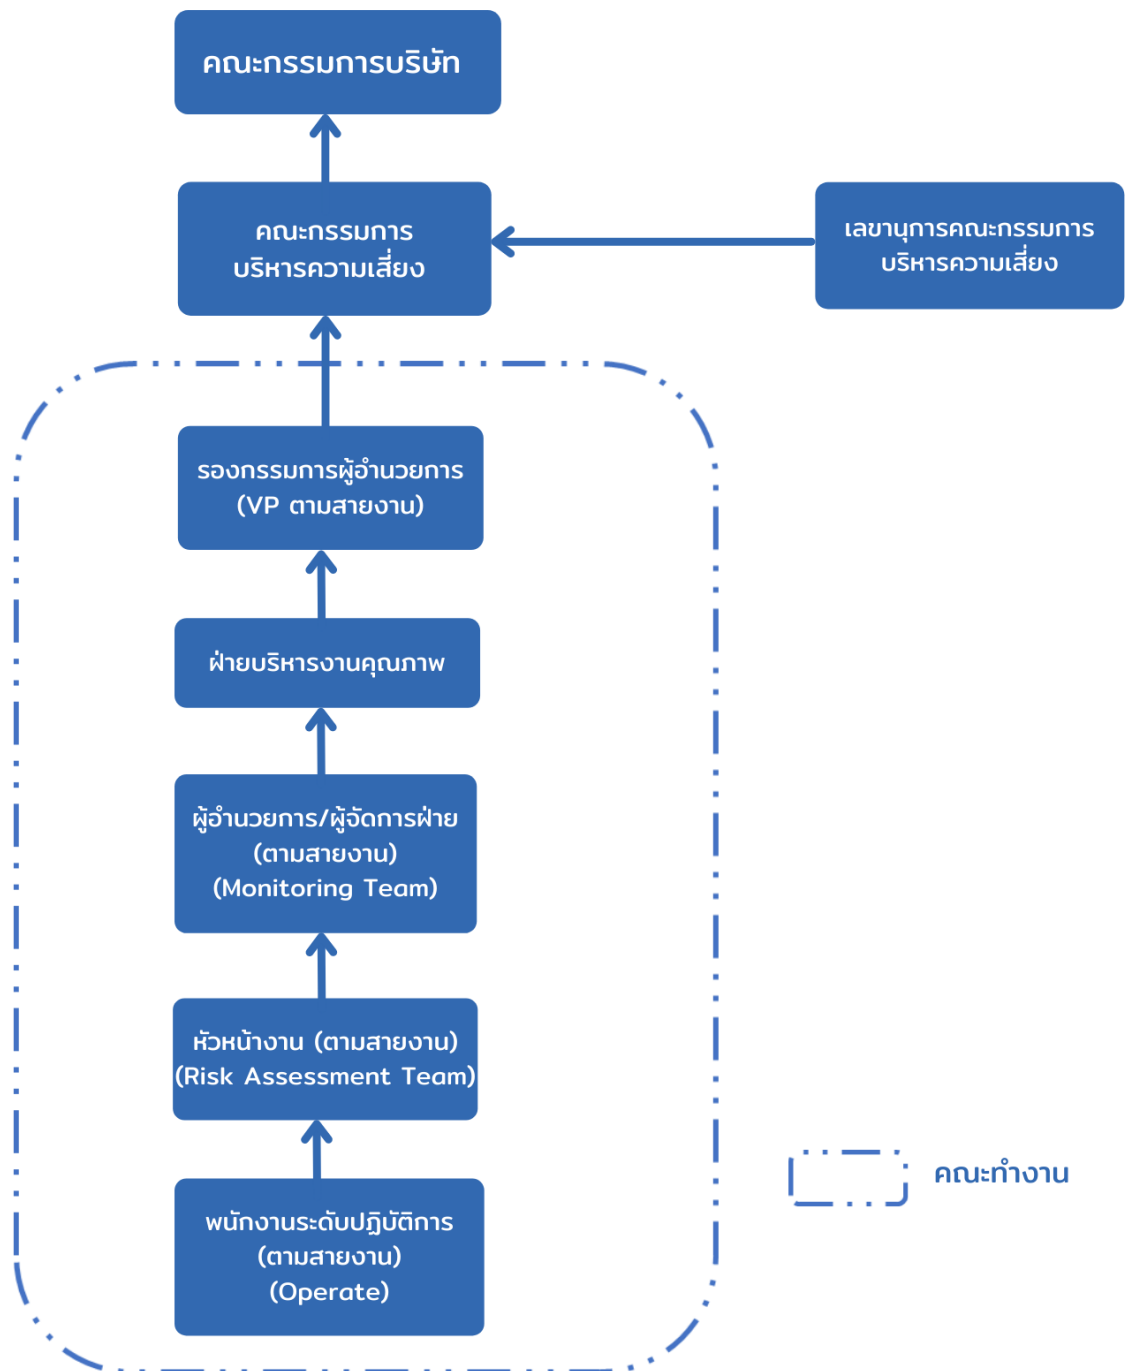 คณะกรรมการบริษัท
คณะกรรมการ
บริหารความเสี่ยง
เลขานุการคณะกรรมการ
บริหารความเสี่ยง
รองกรรมการผู้อำนวยการ
(VP ตามสายงาน)
ฝ่ายบริหารงานคุณภาพ
ผู้อำนวยการ/ผู้จัดการฝ่าย
(ตามสายงาน)
(Monitoring Team)
หัวหน้างาน (ตามสายงาน)
(Risk Assessment Team)
คณะทำงาน
พนักงานระดับปฏิบัติการ
(ตามสายงาน)
(Operate)